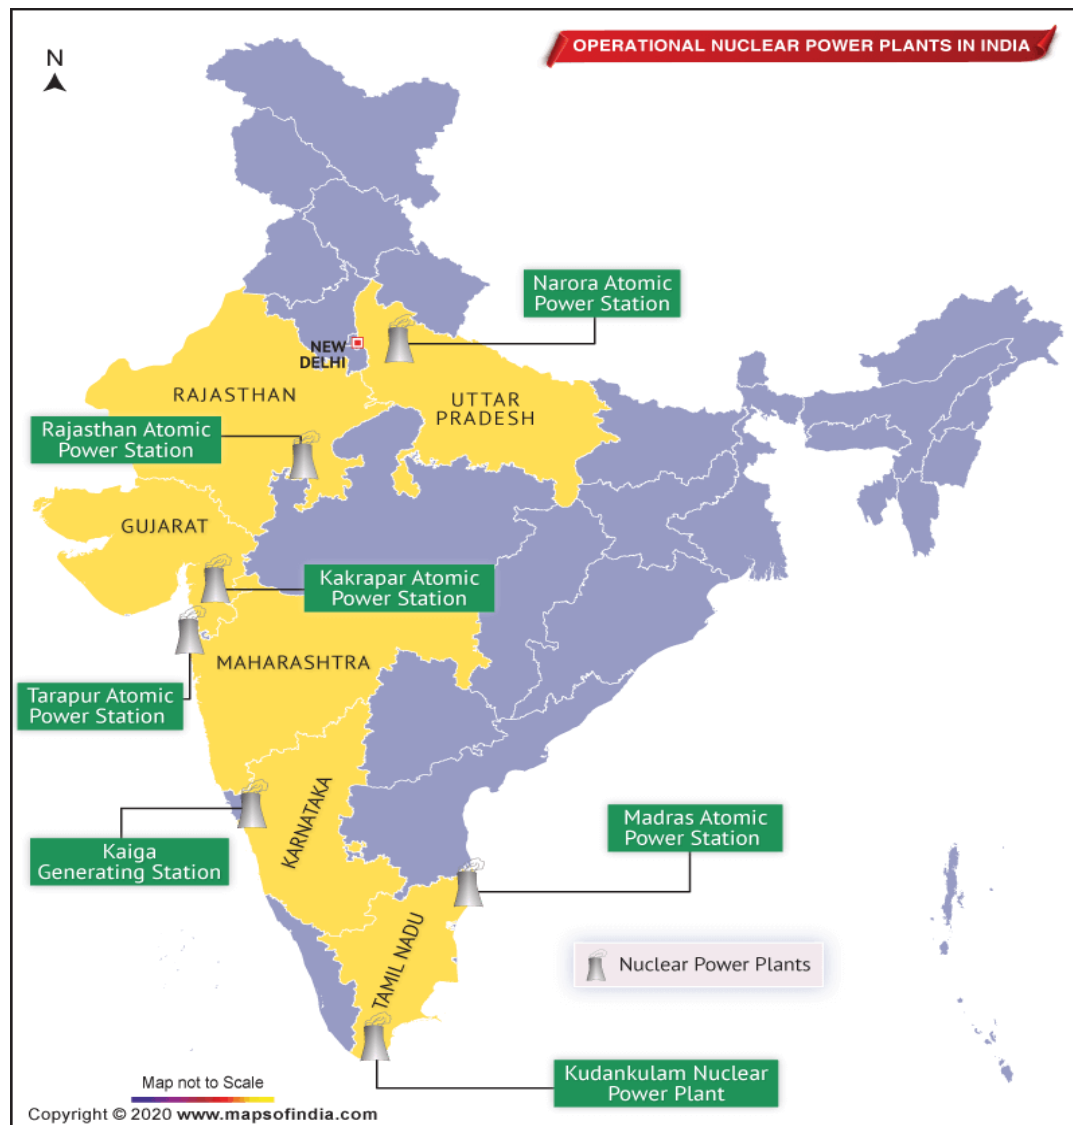 OPERATIONAL NUCLEAR POWER PLANTS IN INDIA
N
Narora Atomic
Power Station
NEW
DELHI
RAJASTHAN
UTTAR
PRADESH
Rajasthan Atomic
Power Station
GUJARAT
Kakrapar Atomic
Power Station
MAHARASHTRA
Tarapur Atomic
Power Station
KARNATAKA
Madras Atomic
Power Station
Kaiga
Generating Station
TAMIL NADU
Nuclear Power Plants
Kudankulam Nuclear
Power Plant
Map not to Scale
Copyright © 2020 www.mapsofindia.com